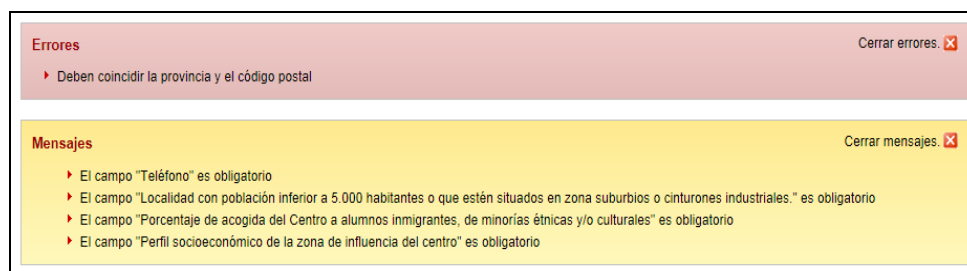 Errores
Cerrar errores.
Deben coincidir la provincia y el código postal
Mensajes
Cerrar mensajes.
El campo "Teléfono" es obligatorio
El campo "Localidad con población inferior a 5.000 habitantes o que estén situados en zona suburbios o cinturones industriales." es obligatorio
El campo "Porcentaje de acogida del Centro a alumnos inmigrantes, de minorías étnicas y/o culturales" es obligatorio
El campo "Perfil socioeconómico de la zona de influencia del centro" es obligatorio